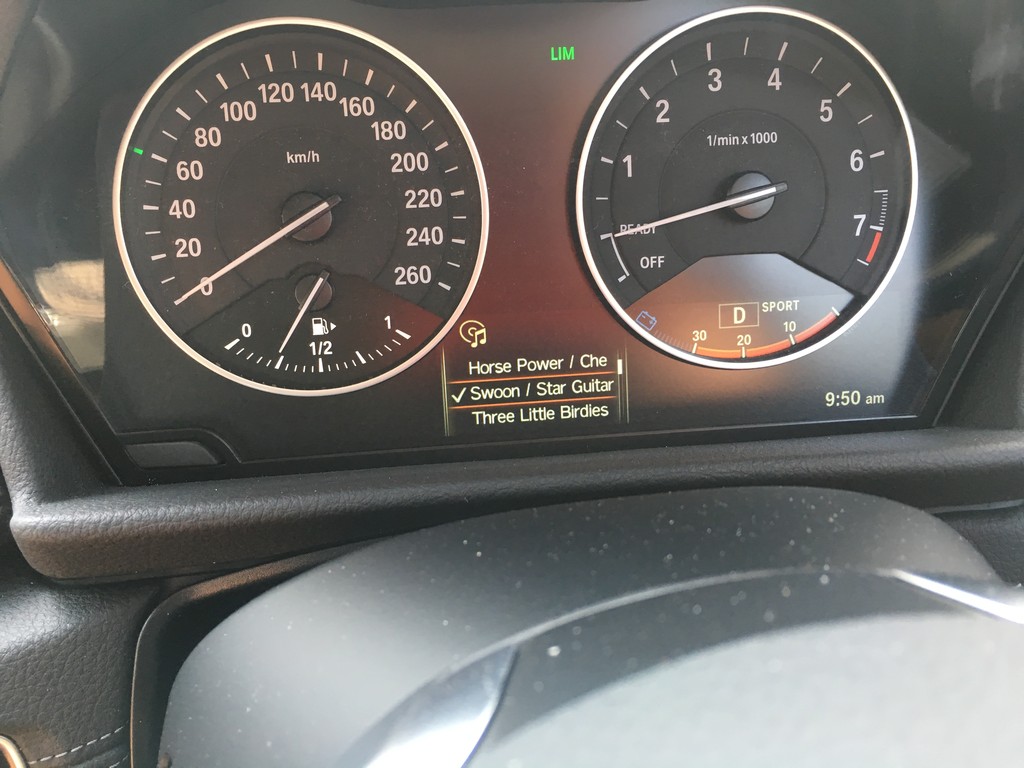 LIM
0
20
40
60
80
100
120
140
160
180
200
220
240
260
km/h
0
1/2
1
1
2
3
4
5
6
7
1/min x 1000
READY
OFF
D SPORT
30
20
10
Horse Power / Che
Swoon / Star Guitar
Three Little Birdies
9:50 am